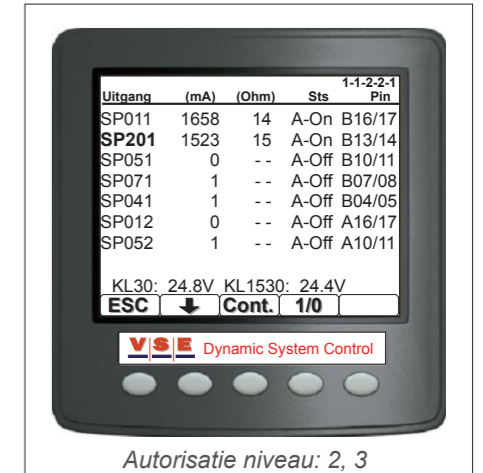 1-1-2-2-1
Uitgang (mA) (Ohm) Sts Pin
SP011 1658 14 A-On B16/17
SP201 1523 15 A-On B13/14
SP051 0 - - A-Off B10/11
SP071 1 - - A-Off B07/08
SP041 1 - - A-Off B04/05
SP012 0 - - A-Off A16/17
SP052 1 - - A-Off A10/11
KL30: 24.8V KL1530: 24.4V
ESC Cont. 1/0
VSE Dynamic System Control
Autorisatie niveau: 2, 3